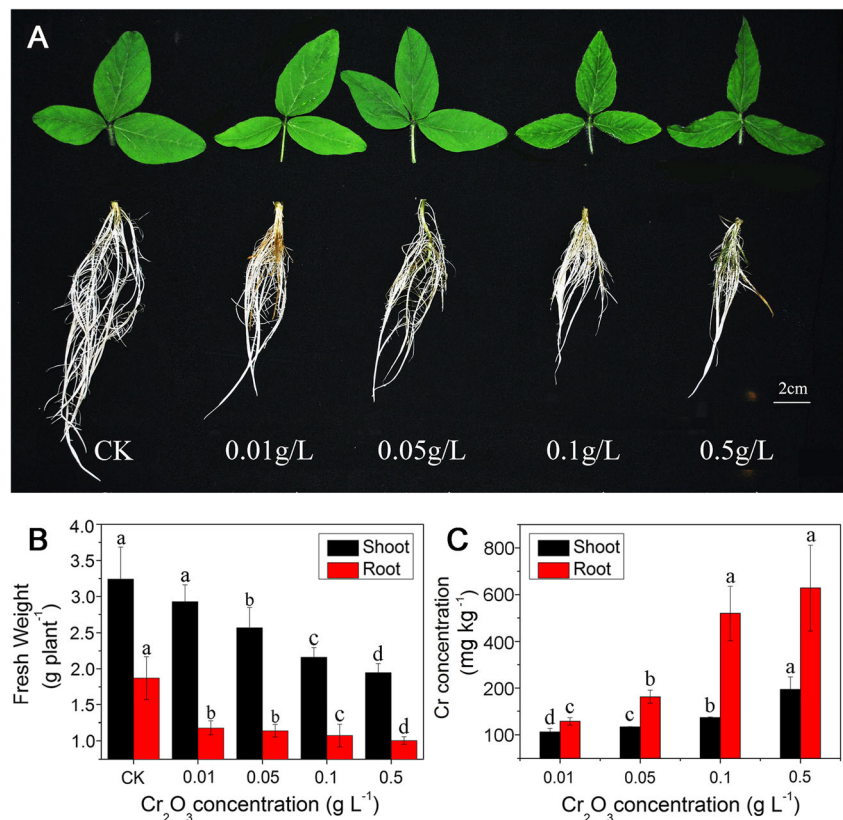 A
CK 0.01g/L 0.05g/L 0.1g/L 0.5g/L
2cm
B
Fresh Weight
(g plant⁻¹)
4.0
3.5
3.0
2.5
2.0
1.5
1.0
Shoot
Root
a a b c d
a b b c d
CK 0.01 0.05 0.1 0.5
Cr₂O₃ concentration (g L⁻¹)
C
Cr concentration
(mg kg⁻¹)
800
600
200
100
Shoot
Root
d c c b b a a a
0.01 0.05 0.1 0.5
Cr₂O₃ concentration (g L⁻¹)